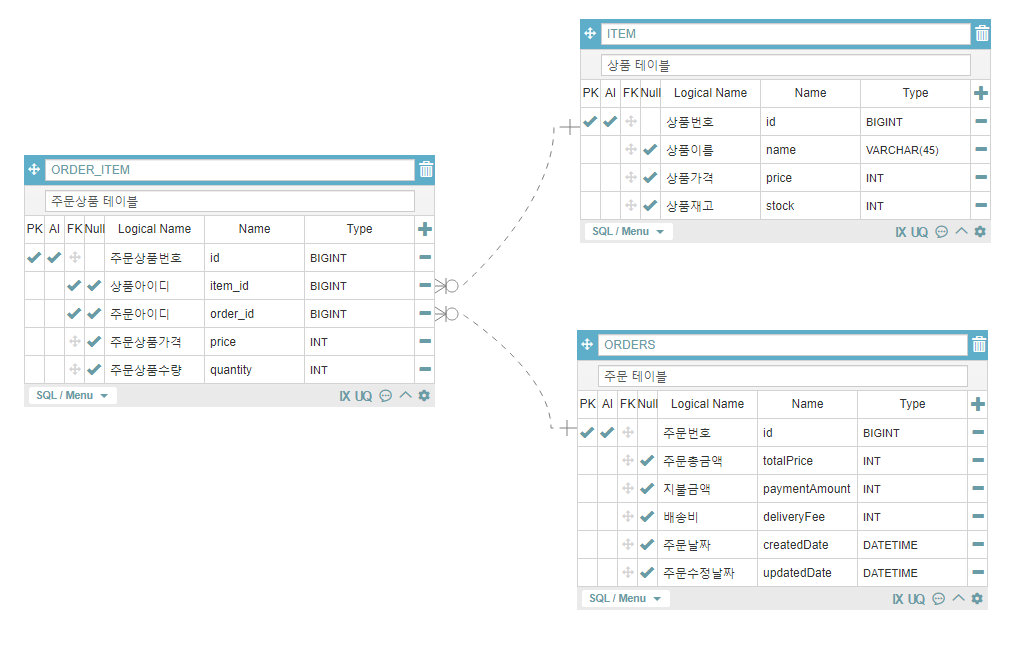 ITEM
상품 테이블
PK AI FK Null Logical Name Name Type
상품번호 id BIGINT
상품이름 name VARCHAR(45)
상품가격 price INT
상품재고 stock INT
SQL / Menu IX UQ
ORDER_ITEM
주문상품 테이블
PK AI FK Null Logical Name Name Type
주문상품번호 id BIGINT
상품아이디 item_id BIGINT
주문아이디 order_id BIGINT
주문상품가격 price INT
주문상품수량 quantity INT
SQL / Menu IX UQ
ORDERS
주문 테이블
PK AI FK Null Logical Name Name Type
주문번호 id BIGINT
주문총금액 totalPrice INT
지불금액 paymentAmount INT
배송비 deliveryFee INT
주문날짜 createdDate DATETIME
주문수정날짜 updatedDate DATETIME
SQL / Menu IX UQ